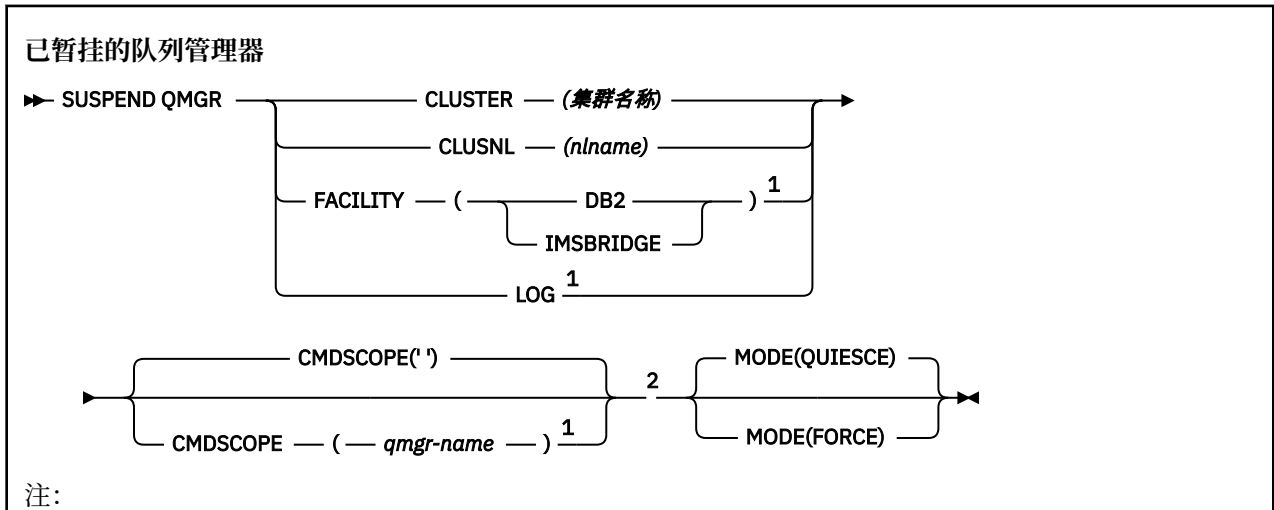 已暂挂的队列管理器
SUSPEND QMGR CLUSTER (集群名称)
CLUSNL (nlname)
FACILITY ( DB2 ) 1
IMSBRIDGE
LOG 1
CMDSCOPE(' ') 2 MODE(QUIESCE)
CMDSCOPE ( qmgr-name ) 1 MODE(FORCE)
注：